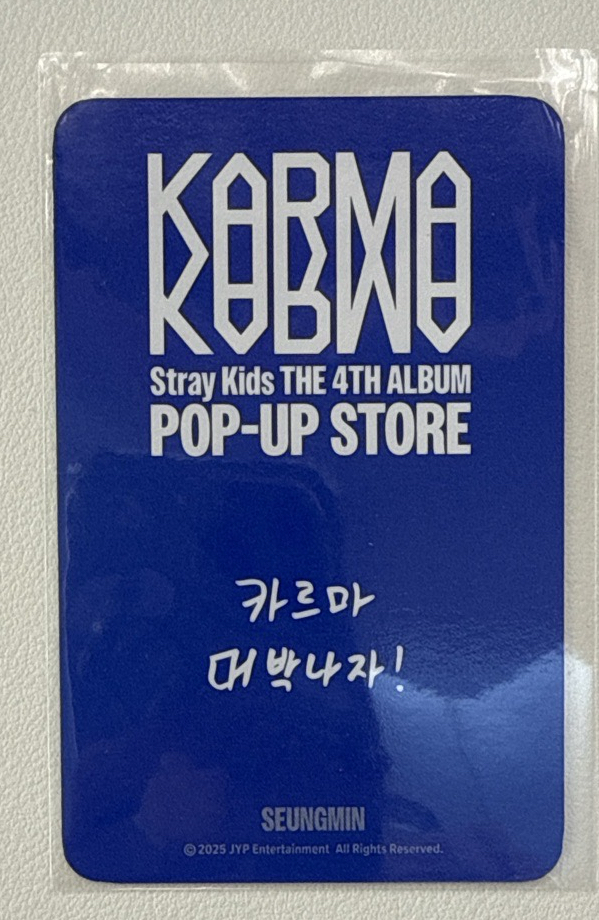 KARMA
Stray Kids THE 4TH ALBUM
POP-UP STORE
카르마
대박나자!
SEUNGMIN
© 2025 JYP Entertainment All Rights Reserved.